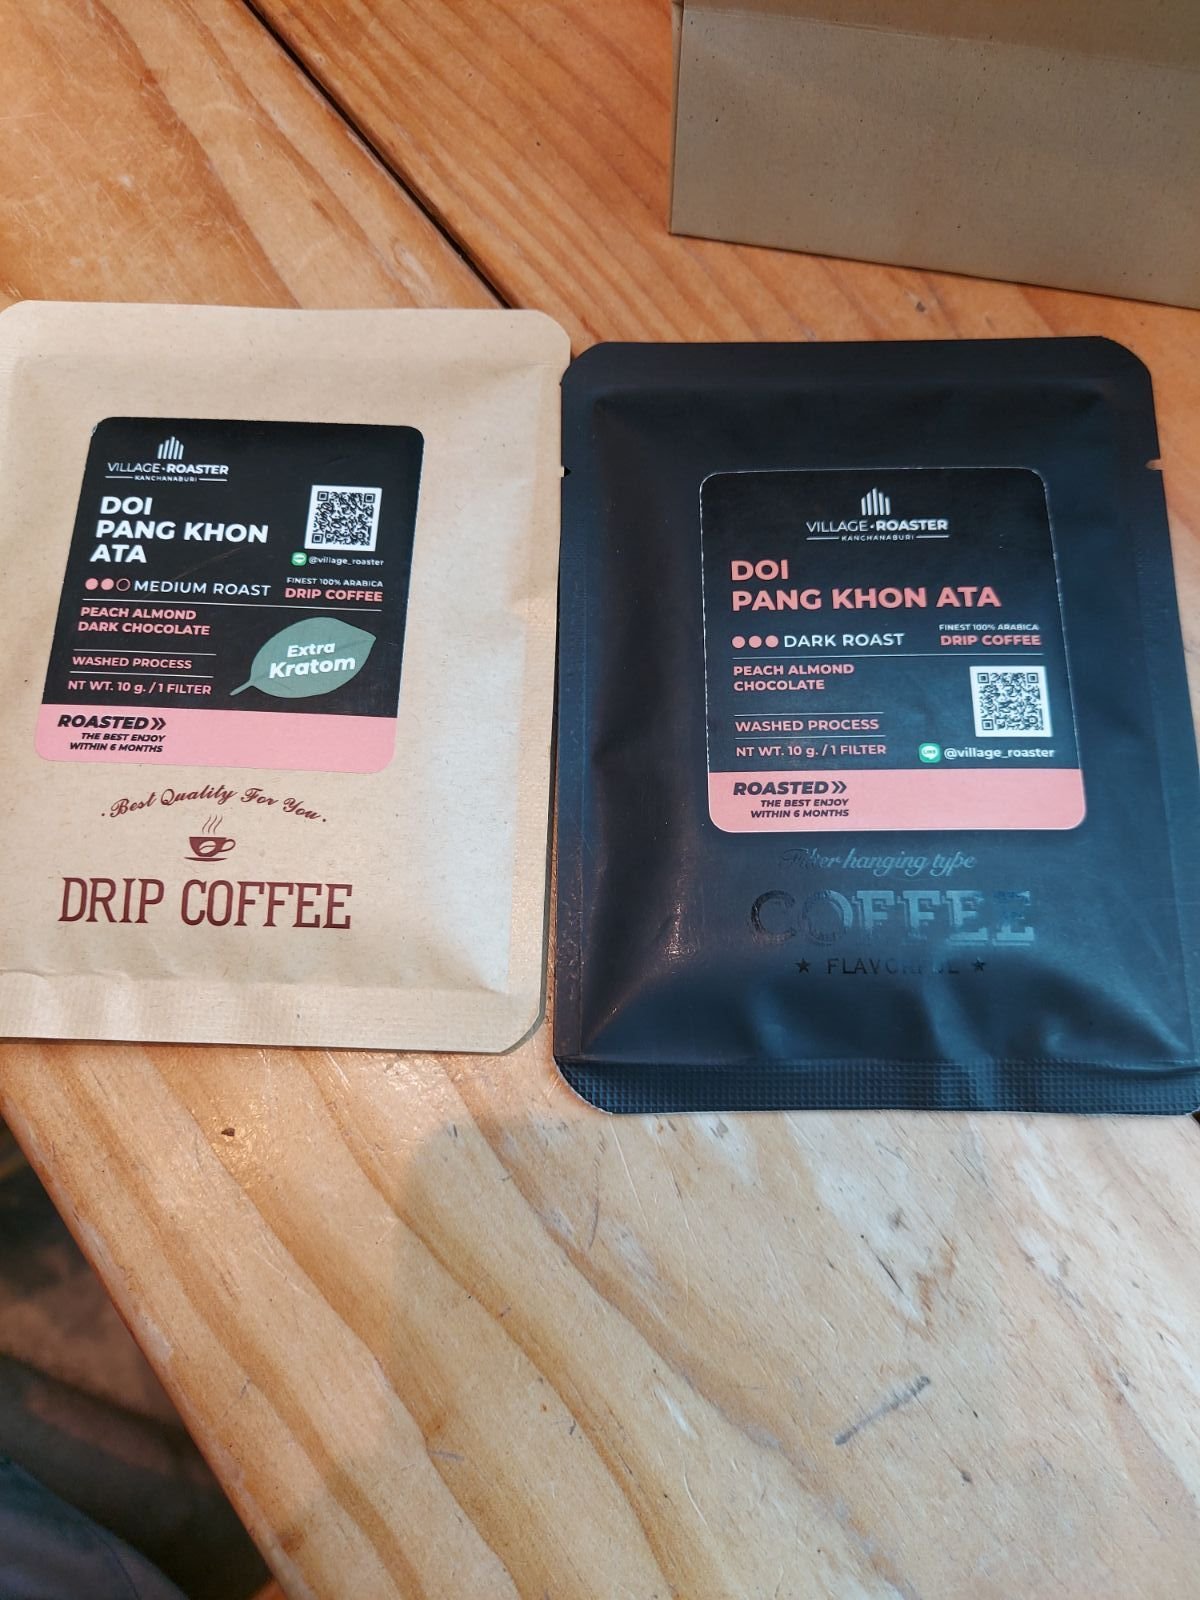 VILLAGE·ROASTER
KANCHANABURI
DOI
PANG KHON
ATA
@village_roaster
MEDIUM ROAST
FINEST 100% ARABICA
DRIP COFFEE
PEACH ALMOND
DARK CHOCOLATE
WASHED PROCESS
NT WT. 10 g. / 1 FILTER
Extra
Kratom
ROASTED
THE BEST ENJOY
WITHIN 6 MONTHS
· Best Quality For You ·
DRIP COFFEE
VILLAGE·ROASTER
KANCHANABURI
DOI
PANG KHON ATA
DARK ROAST
FINEST 100% ARABICA
DRIP COFFEE
PEACH ALMOND
CHOCOLATE
WASHED PROCESS
NT WT. 10 g. / 1 FILTER
LINE
@village_roaster
ROASTED
THE BEST ENJOY
WITHIN 6 MONTHS
Filter hanging type
COFFEE
★ FLAVORFUL ★